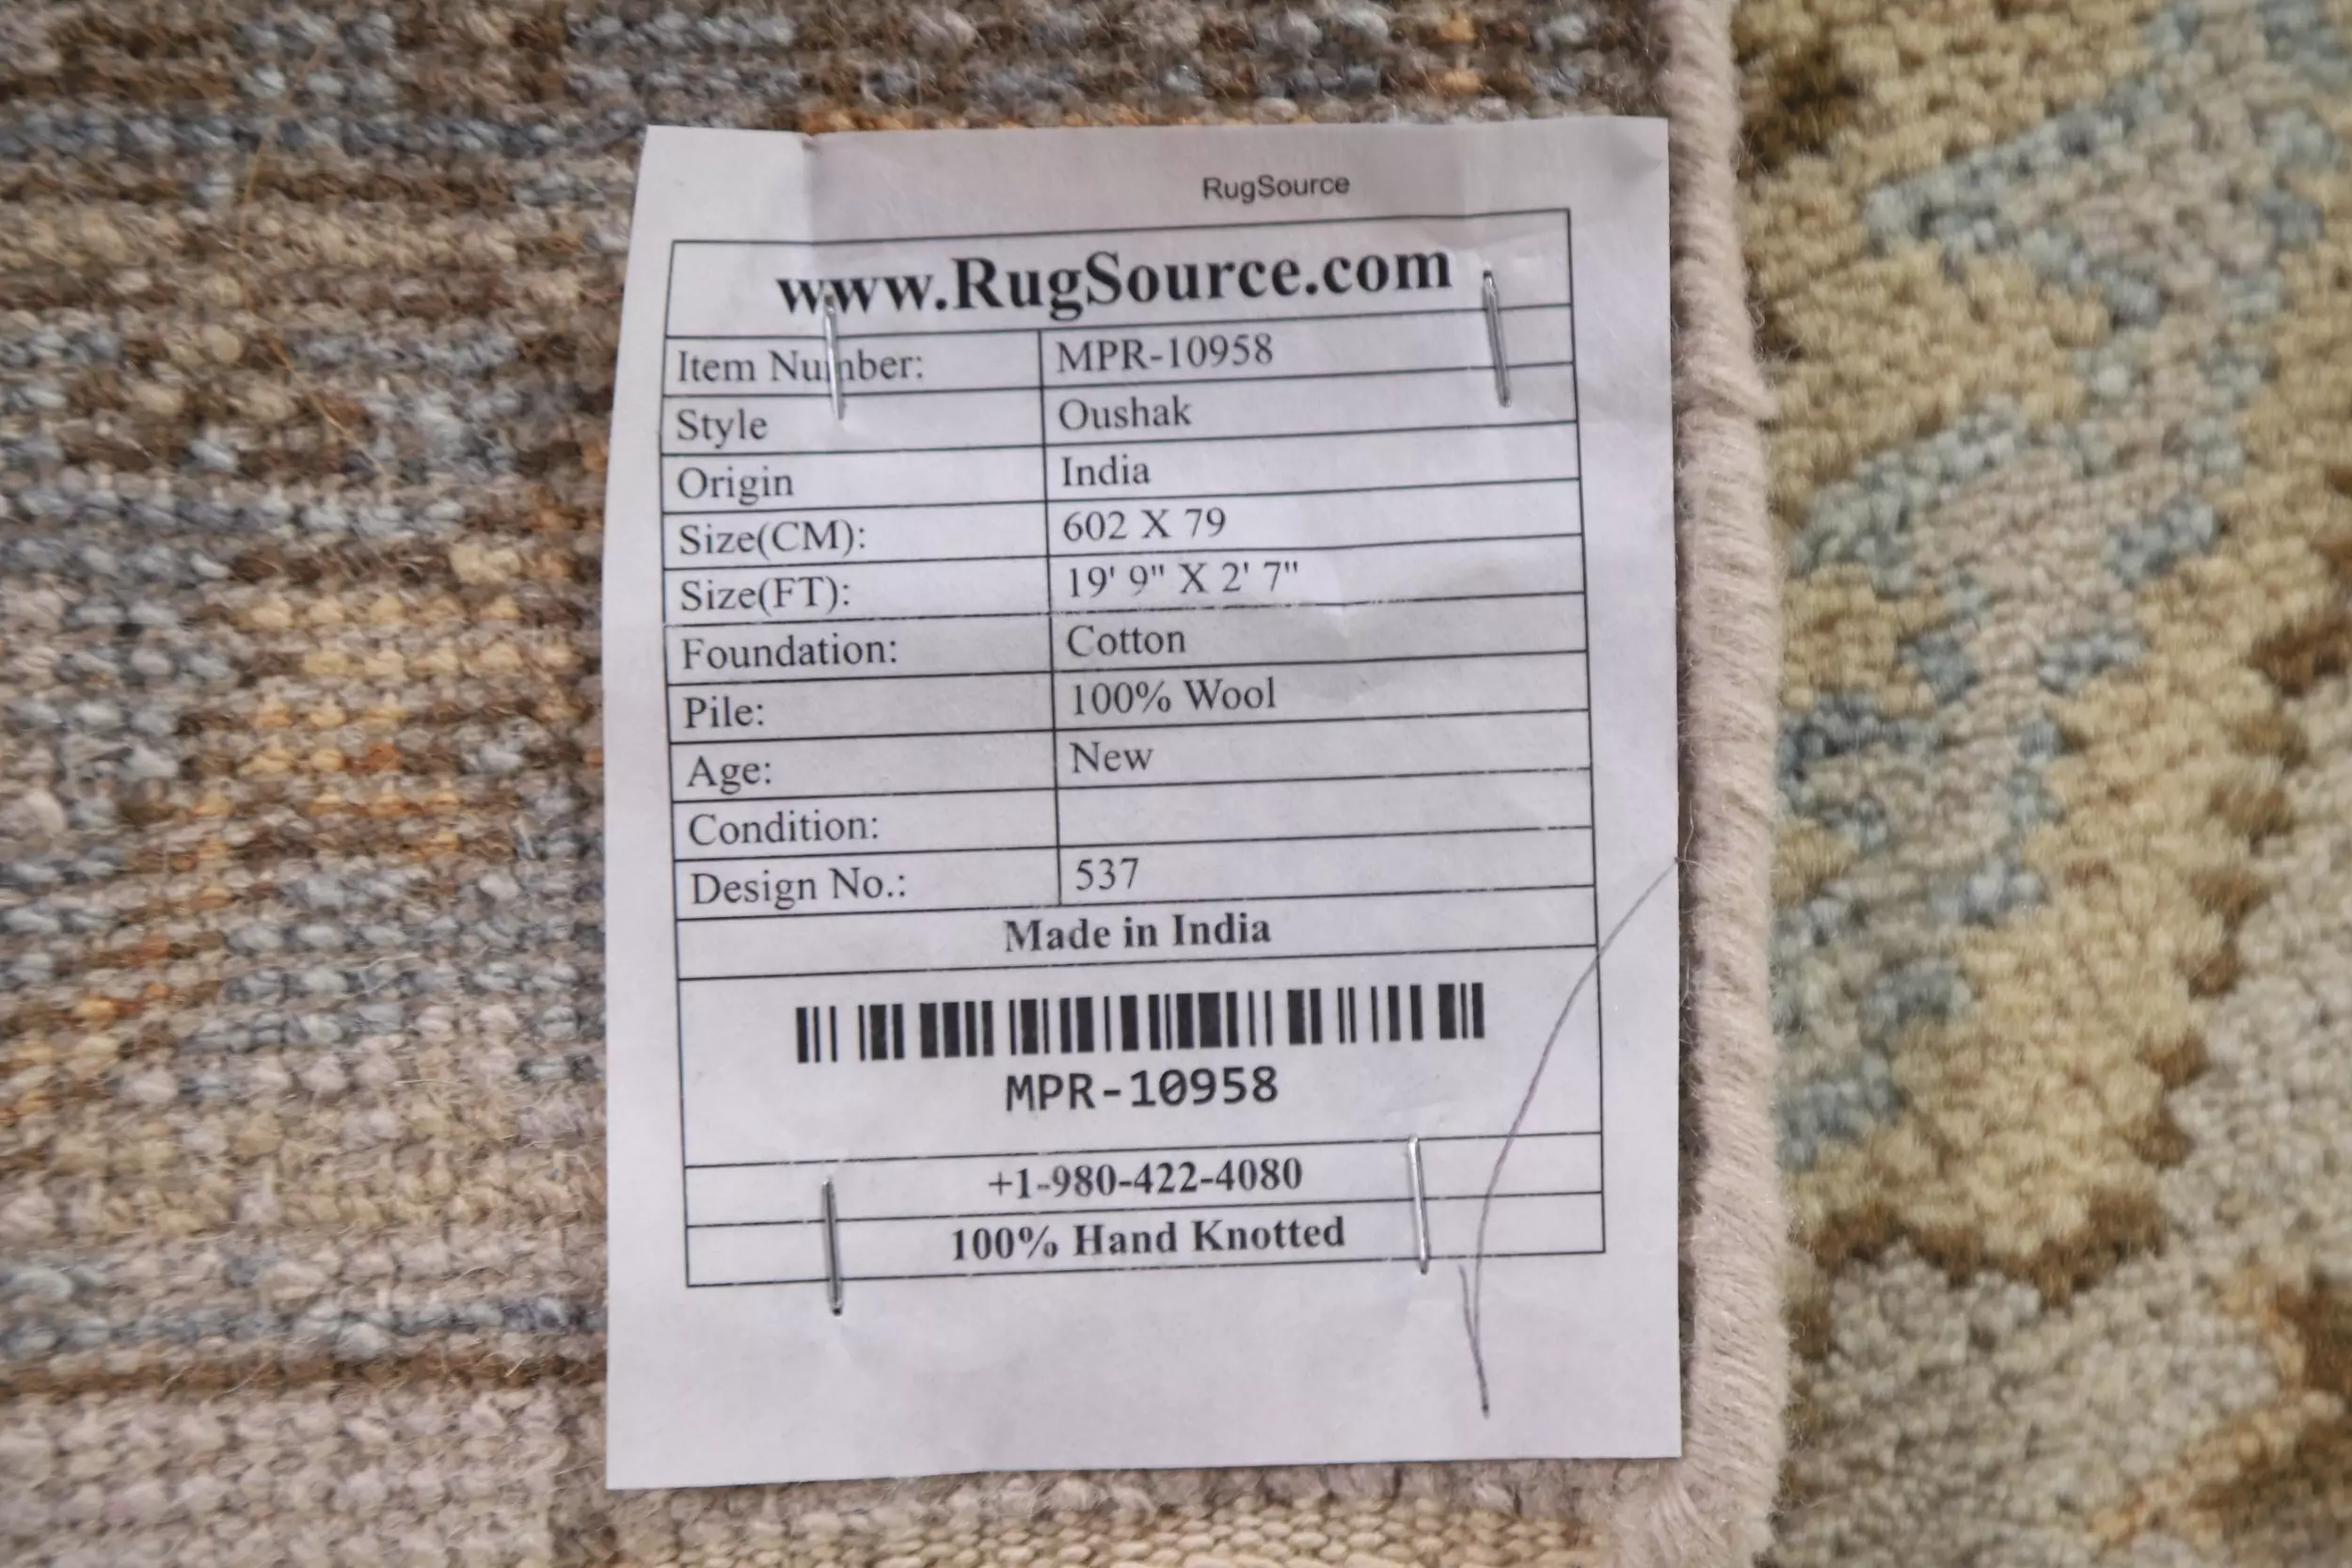 RugSource
www.RugSource.com
Item Number: MPR-10958
Style Oushak
Origin India
Size(CM): 602 X 79
Size(FT): 19' 9" X 2' 7"
Foundation: Cotton
Pile: 100% Wool
Age: New
Condition:
Design No.: 537
Made in India
MPR-10958
+1-980-422-4080
100% Hand Knotted